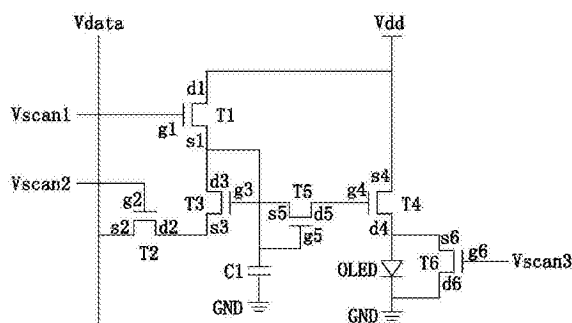 Vdata
Vdd
d1
Vscan1
g1
T1
s1
Vscan2
g2
d3
T3
g3
s5
T5
d5
g5
g4
s4
T4
d4
s2
d2
T2
s3
C1
GND
OLED
s6
T6
g6
d6
Vscan3
GND